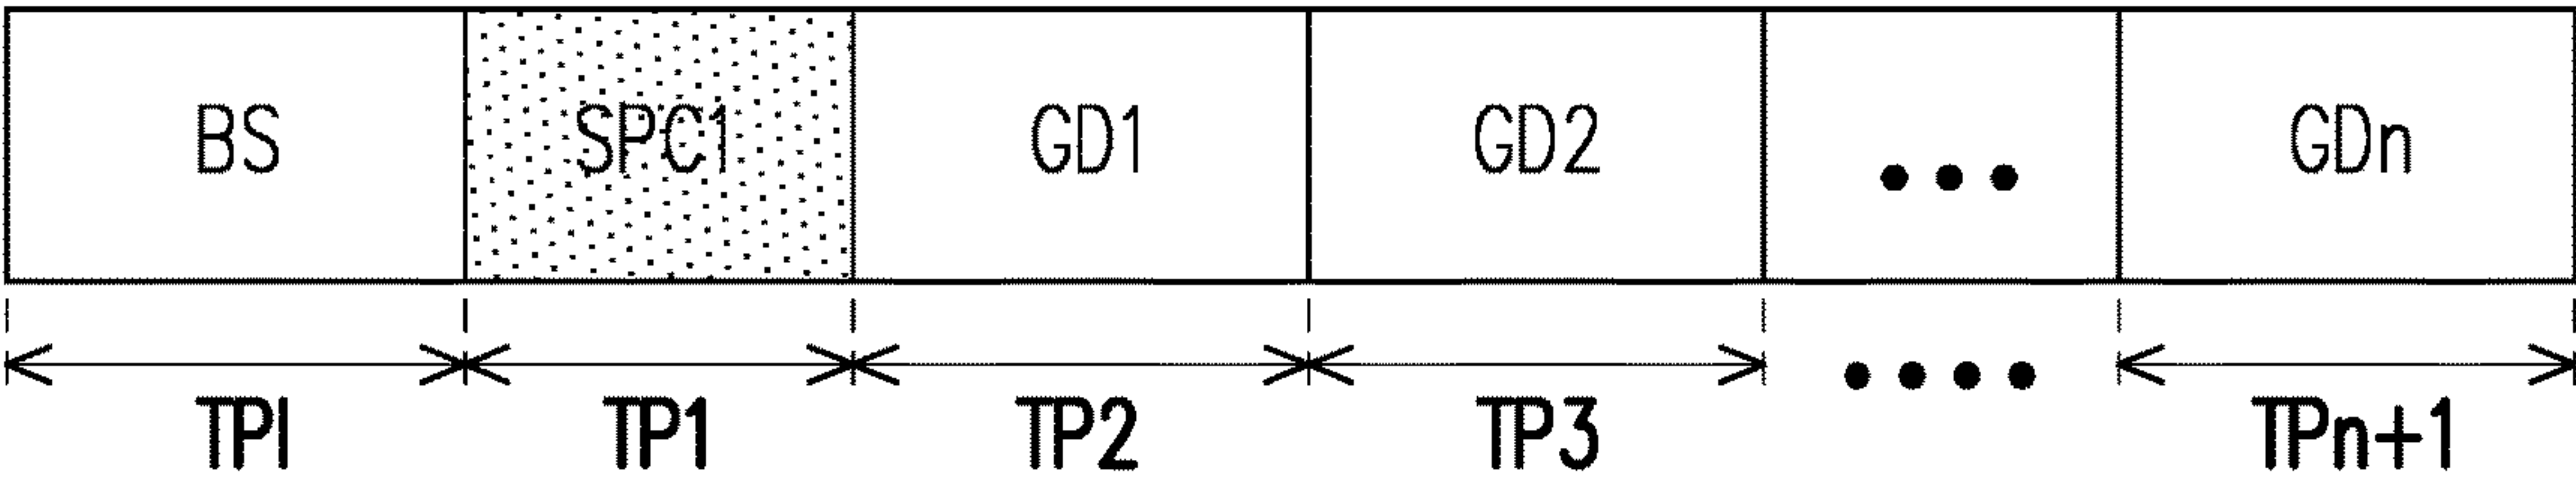 BS SPC1 GD1 GD2 ••• GDn
TPI TP1 TP2 TP3 •••• TPn+1